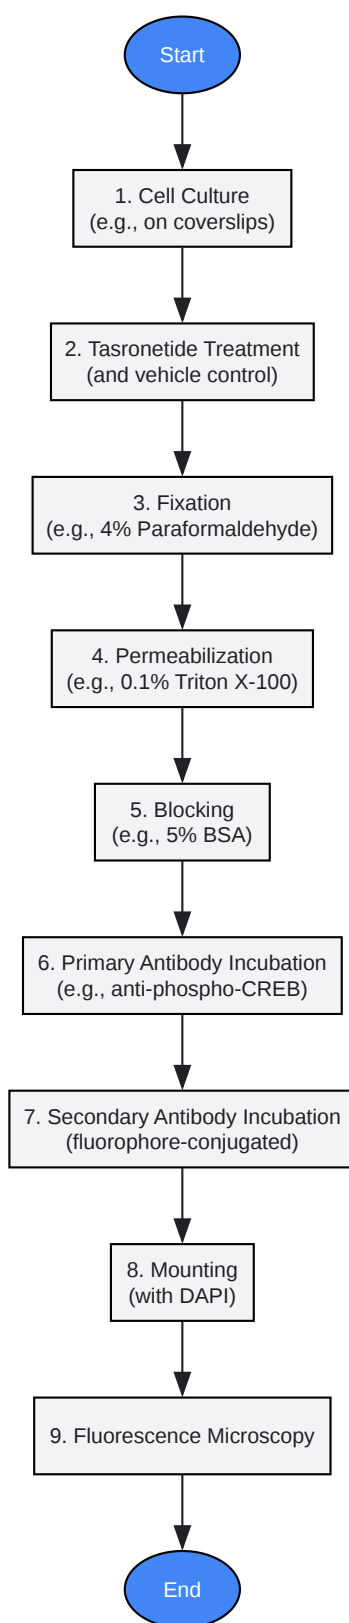 Start
1. Cell Culture
(e.g., on coverslips)
2. Tasronetide Treatment
(and vehicle control)
3. Fixation
(e.g., 4% Paraformaldehyde)
4. Permeabilization
(e.g., 0.1% Triton X-100)
5. Blocking
(e.g., 5% BSA)
6. Primary Antibody Incubation
(e.g., anti-phospho-CREB)
7. Secondary Antibody Incubation
(fluorophore-conjugated)
8. Mounting
(with DAPI)
9. Fluorescence Microscopy
End